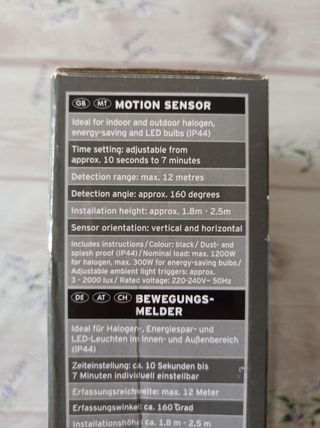 GB MT MOTION SENSOR
Ideal for indoor and outdoor halogen,
energy-saving and LED bulbs (IP44)
Time setting: adjustable from
approx. 10 seconds to 7 minutes
Detection range: max. 12 metres
Detection angle: approx. 160 degrees
Installation height: approx. 1.8m - 2.5m
Sensor orientation: vertical and horizontal
Includes instructions / Colour: black / Dust- and
splash proof (IP44) / Nominal load: max. 1200W
for halogen, max. 300W for energy-saving bulbs /
Adjustable ambient light triggers: approx.
3 - 2000 lux / Rated voltage: 220-240V~ 50Hz
DE AT CH BEWEGUNGS-
MELDER
Ideal für Halogen-, Energiespar- und
LED-Leuchten im Innen- und Außenbereich
(IP44)
Zeiteinstellung: ca. 10 Sekunden bis
7 Minuten individuell einstellbar
Erfassungsreichweite: max. 12 Meter
Erfassungswinkel: ca. 160 Grad
Installationshöhe: ca. 1,8 m - 2,5 m